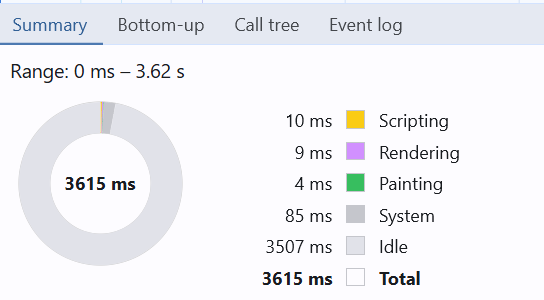 Summary Bottom-up Call tree Event log
Range: 0 ms – 3.62 s
10 ms Scripting
9 ms Rendering
4 ms Painting
3615 ms
85 ms System
3507 ms Idle
3615 ms Total